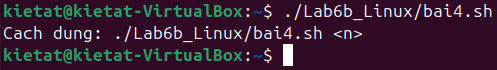 kietat@kietat-VirtualBox:~$ ./Lab6b_Linux/bai4.sh
Cach dung: ./Lab6b_Linux/bai4.sh <n>
kietat@kietat-VirtualBox:~$